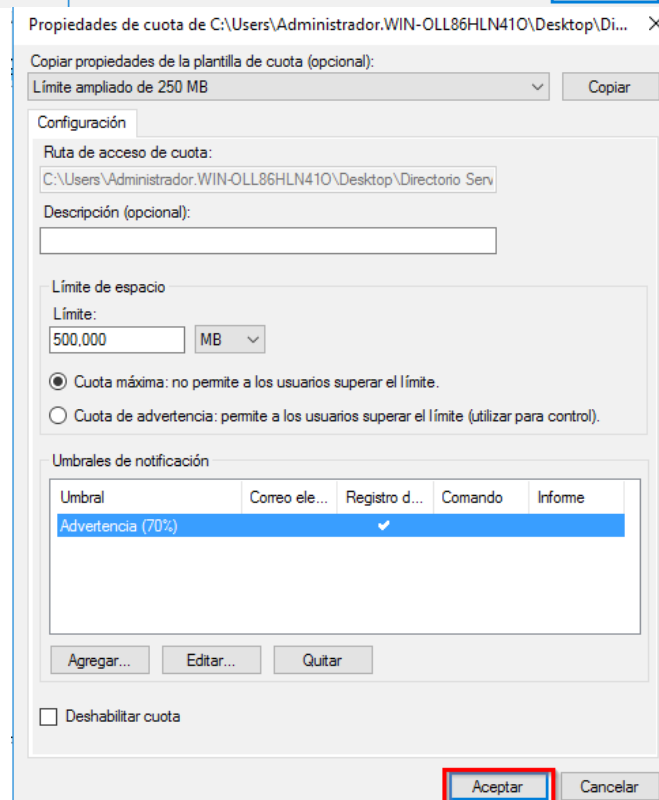 Propiedades de cuota de C:\Users\Administrador.WIN-OLL86HLN41O\Desktop\Di...
Copiar propiedades de la plantilla de cuota (opcional):
Límite ampliado de 250 MB
Copiar
Configuración
Ruta de acceso de cuota:
C:\Users\Administrador.WIN-OLL86HLN41O\Desktop\Directorio Serv
Descripción (opcional):
Límite de espacio
Límite:
500,000
MB
Cuota máxima: no permite a los usuarios superar el límite.
Cuota de advertencia: permite a los usuarios superar el límite (utilizar para control).
Umbrales de notificación
Umbral Correo ele... Registro d... Comando Informe
Advertencia (70%)
Agregar... Editar... Quitar
Deshabilitar cuota
Aceptar Cancelar